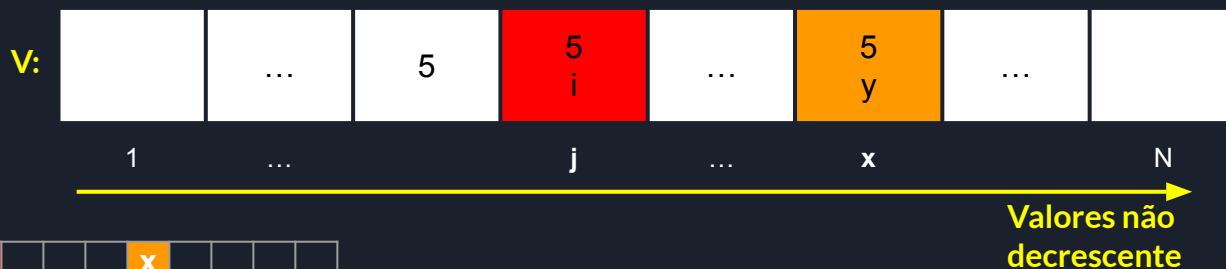 V: … 5 5 … 5 …
i y
1 … j … x N
Valores não
decrescente
x